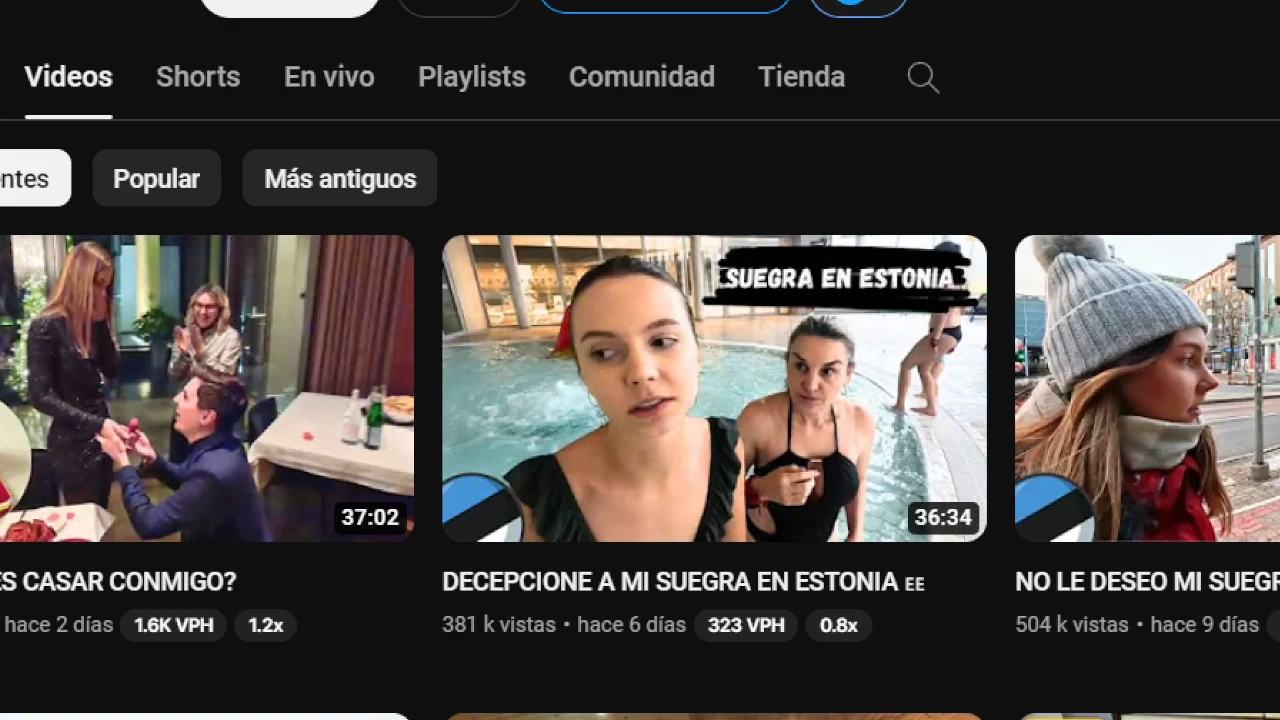 Videos Shorts En vivo Playlists Comunidad Tienda
entes Popular Más antiguos
SUEGRA EN ESTONIA
37:02
36:34
ES CASAR CONMIGO?
hace 2 días 1.6K VPH 1.2x
DECEPCIONE A MI SUEGRA EN ESTONIA EE
381 k vistas • hace 6 días 323 VPH 0.8x
NO LE DESEO MI SUEGR
504 k vistas • hace 9 días